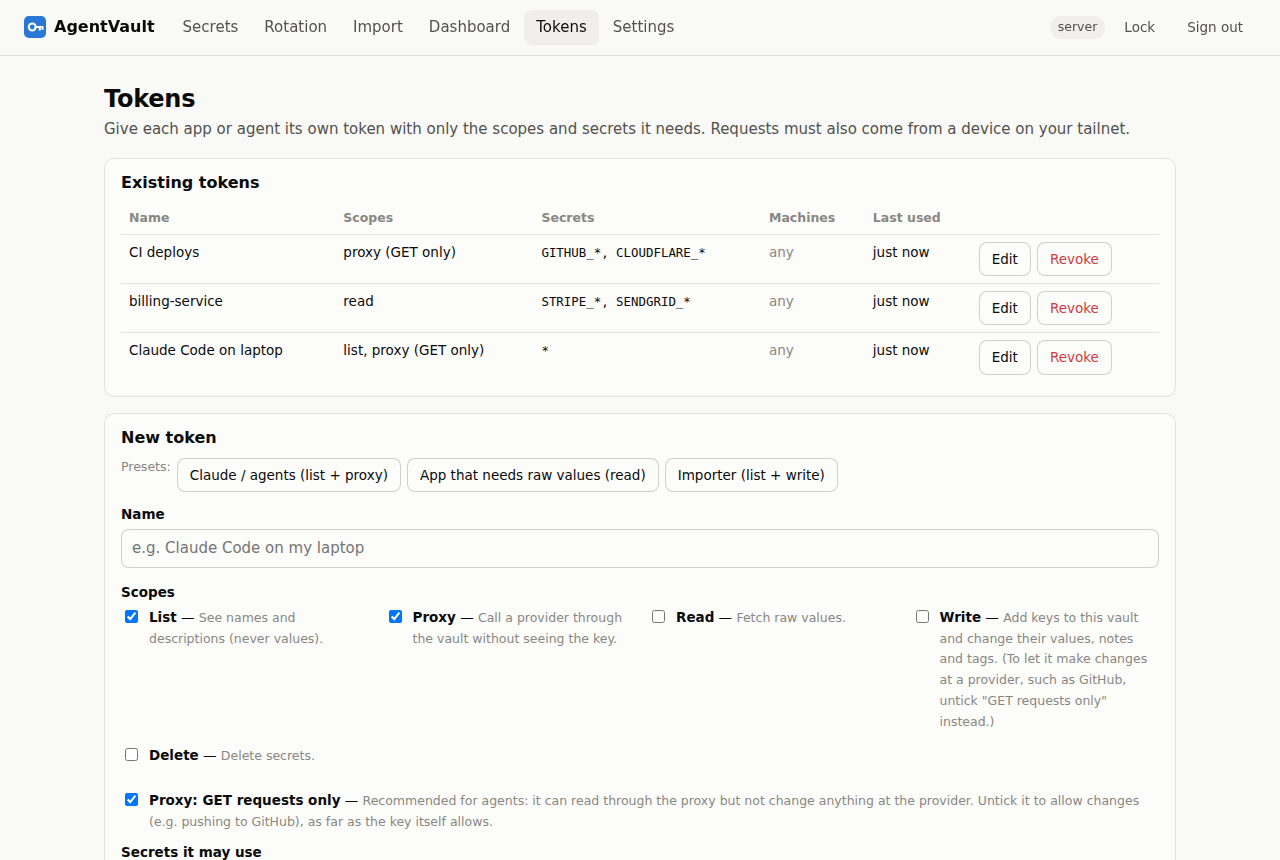 AgentVault Secrets Rotation Import Dashboard Tokens Settings server Lock Sign out
Tokens
Give each app or agent its own token with only the scopes and secrets it needs. Requests must also come from a device on your tailnet.
Existing tokens
Name Scopes Secrets Machines Last used
CI deploys proxy (GET only) GITHUB_*, CLOUDFLARE_* any just now Edit Revoke
billing-service read STRIPE_*, SENDGRID_* any just now Edit Revoke
Claude Code on laptop list, proxy (GET only) * any just now Edit Revoke
New token
Presets: Claude / agents (list + proxy) App that needs raw values (read) Importer (list + write)
Name
e.g. Claude Code on my laptop
Scopes
List — See names and
descriptions (never values).
Proxy — Call a provider through
the vault without seeing the key.
Read — Fetch raw values.
Write — Add keys to this vault
and change their values, notes
and tags. (To let it make changes
at a provider, such as GitHub,
untick "GET requests only"
instead.)
Delete — Delete secrets.
Proxy: GET requests only — Recommended for agents: it can read through the proxy but not change anything at the provider. Untick it to allow changes
(e.g. pushing to GitHub), as far as the key itself allows.
Secrets it may use